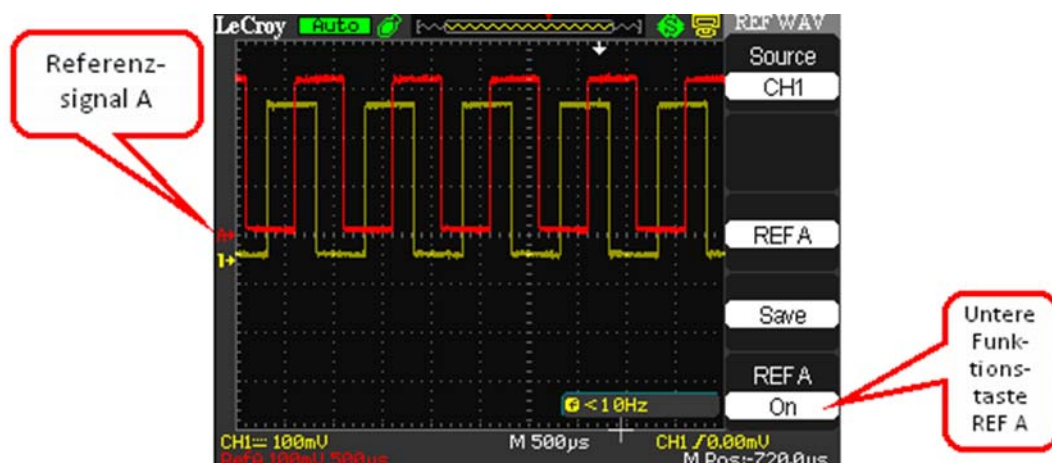 LeCroy Auto REF WAV
Referenz-
signal A
Source
CH1
A
1
REF A
Save
REF A
On
Untere
Funk-
tions-
taste
REF A
f <10Hz
CH1 100mV M 500µs CH1 0.00mV
RefA 100mV 500µs M Pos:-720.0µs